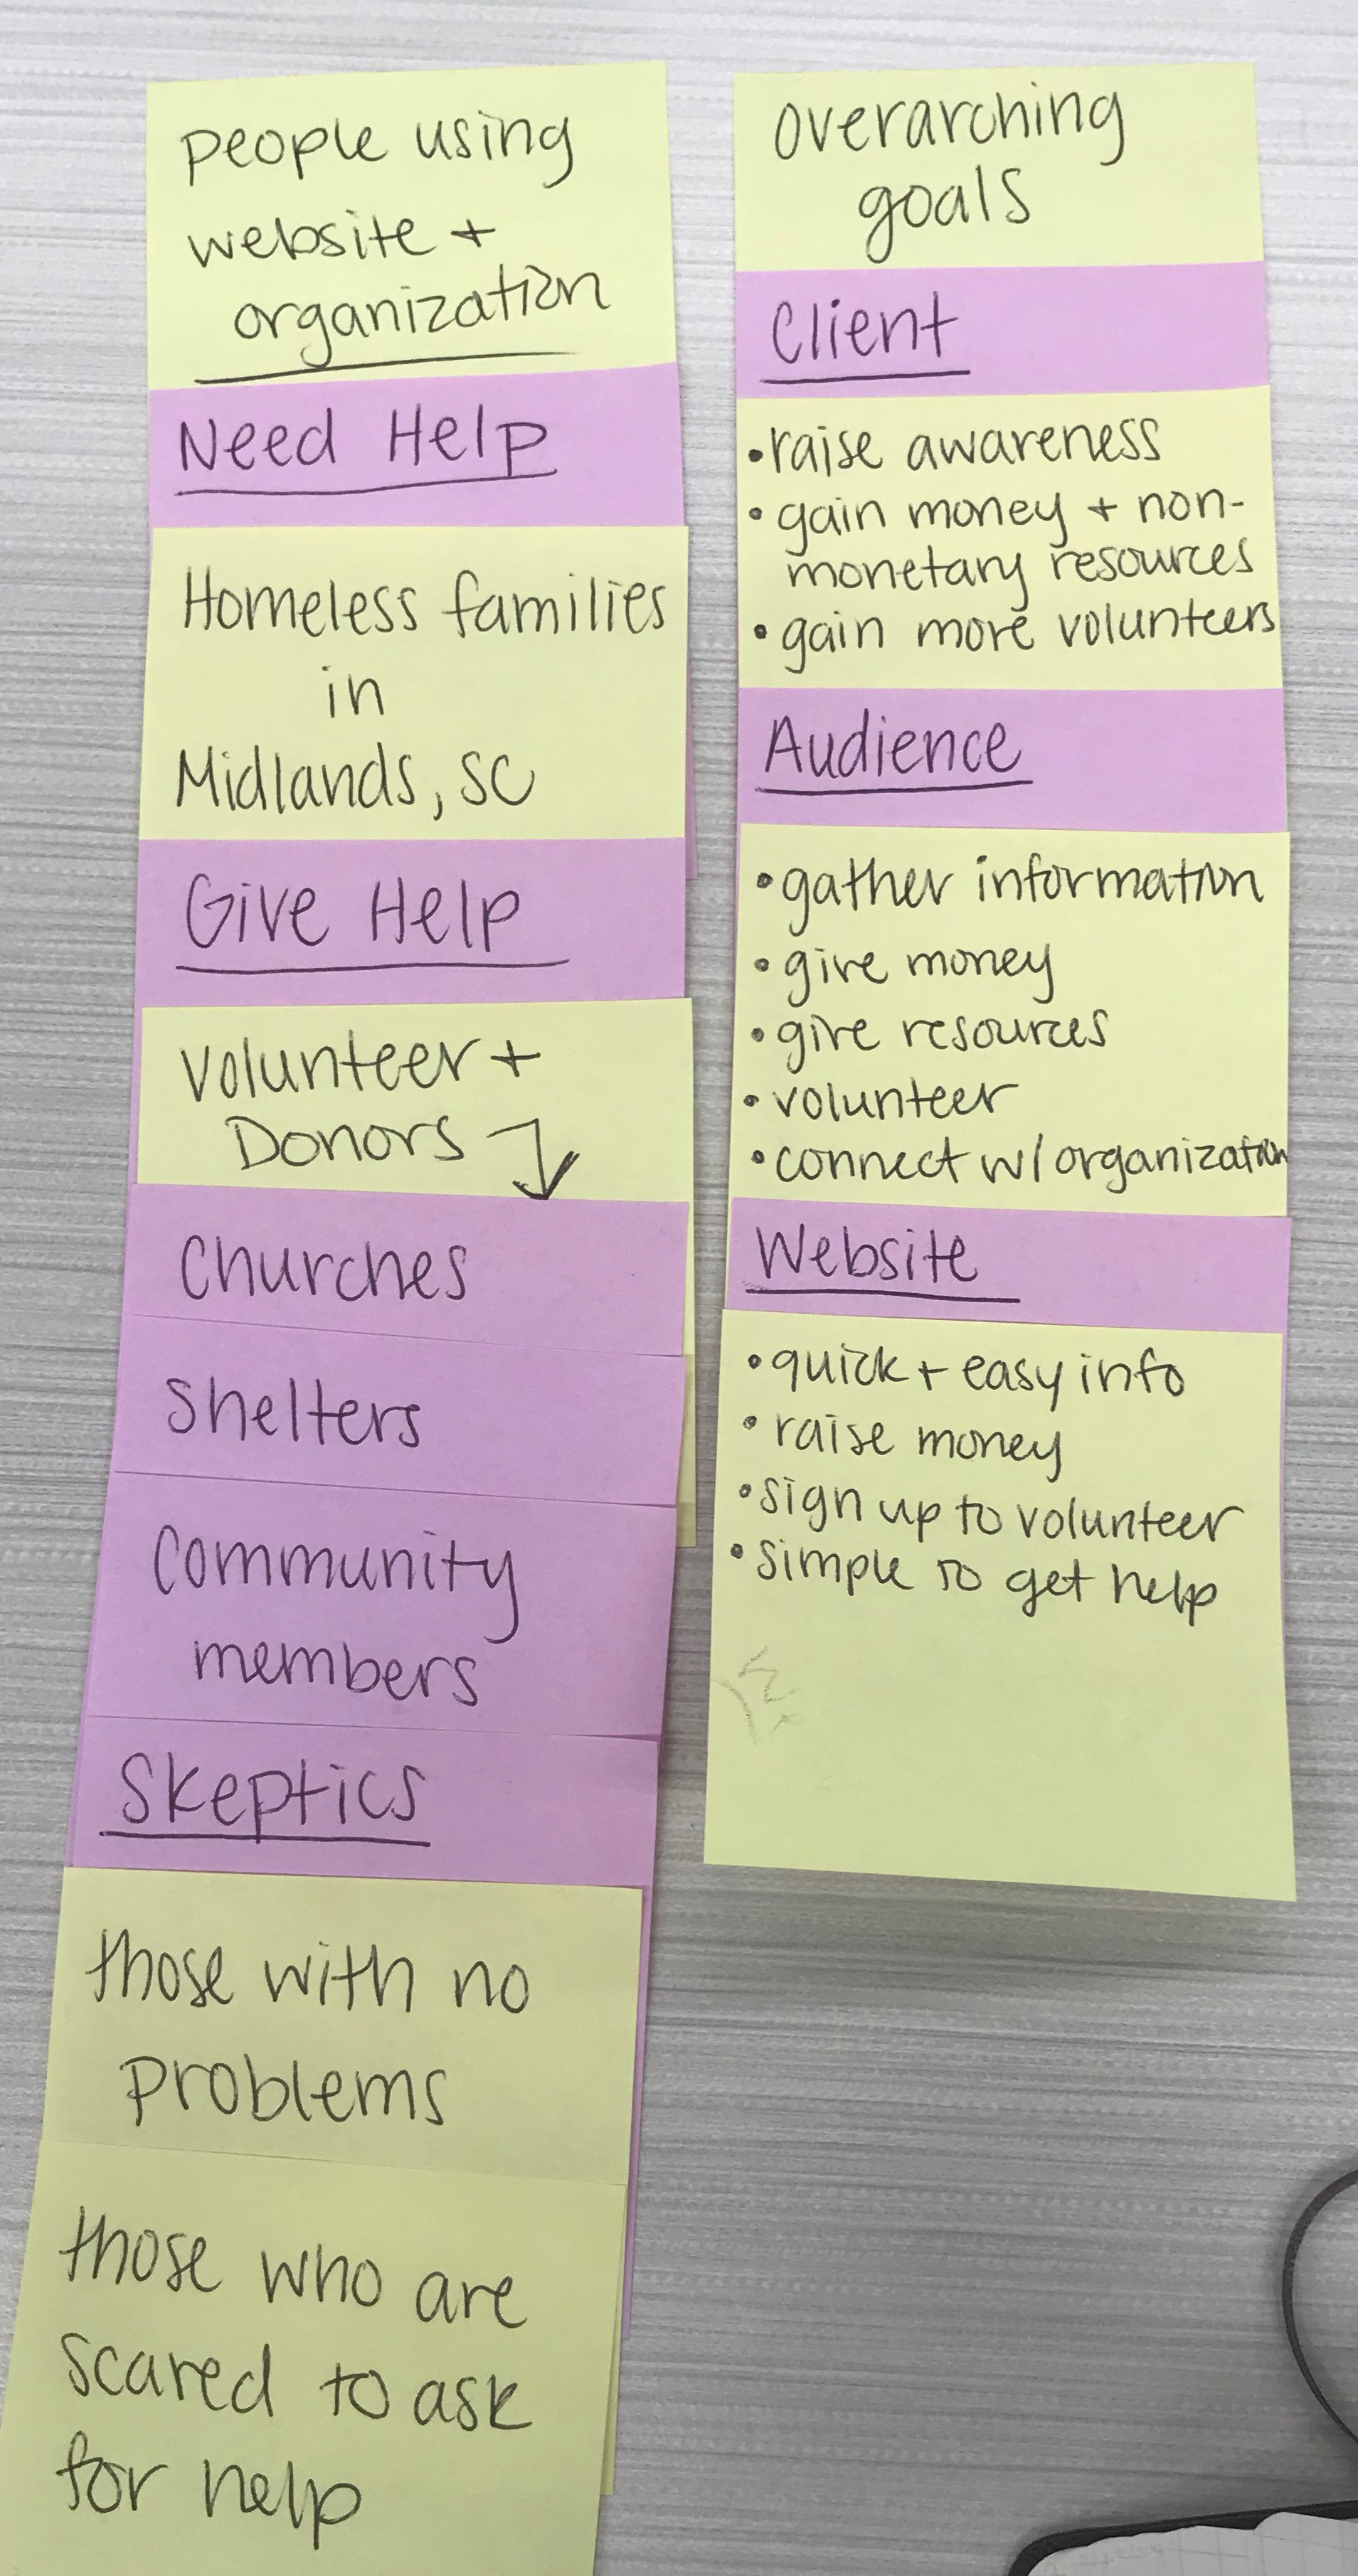 people using
website +
organization
Need Help
Homeless families
in
Midlands, SC
Give Help
Volunteer +
Donors
Churches
Shelters
Community
members
Skeptics
those with no
problems
those who are
scared to ask
for help
overarching
goals
Client
• raise awareness
• gain money + non-
monetary resources
• gain more volunteers
Audience
• gather information
• give money
• give resources
• volunteer
• connect w/ organization
Website
• quick + easy info
• raise money
• sign up to volunteer
• simple to get help